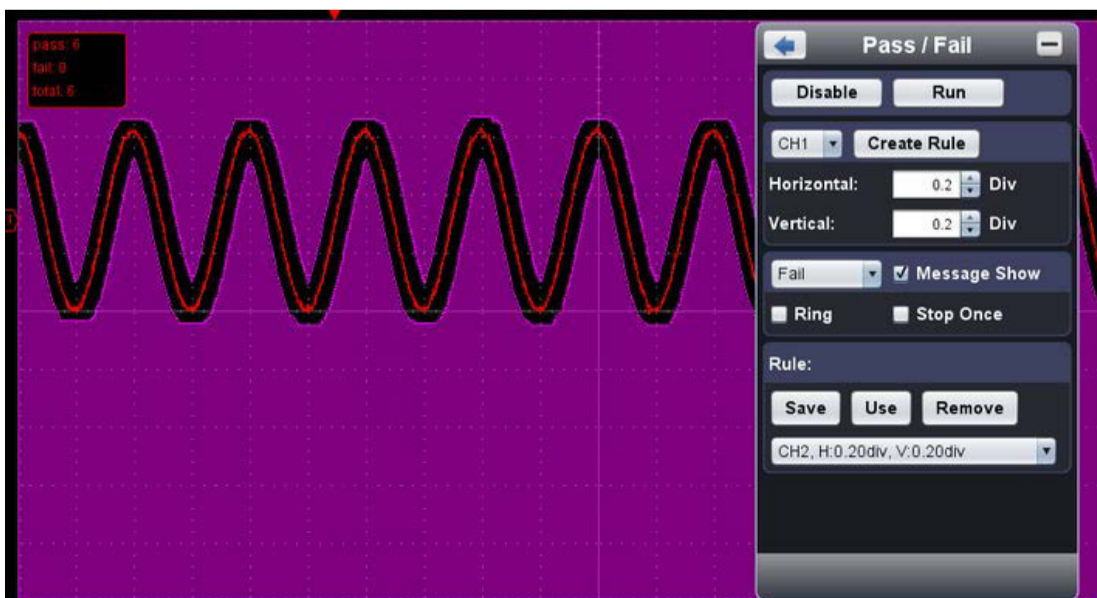 pass: 6
fail: 0
total: 6
Pass / Fail
Disable Run
CH1 Create Rule
Horizontal: 0.2 Div
Vertical: 0.2 Div
Fail Message Show
Ring Stop Once
Rule:
Save Use Remove
CH2, H:0.20div, V:0.20div
1